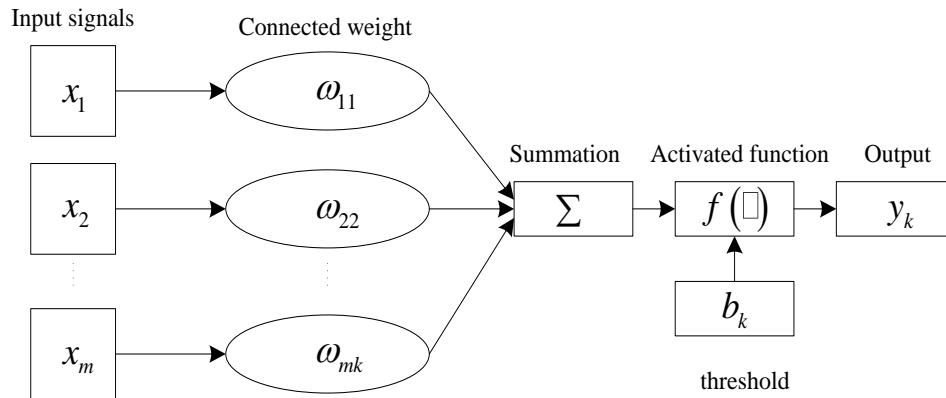 Input signals
Connected weight
x₁
ω₁₁
Summation
Activated function
Output
x₂
ω₂₂
Σ
f(□)
yₖ
bₖ
xₘ
ωₘₖ
threshold